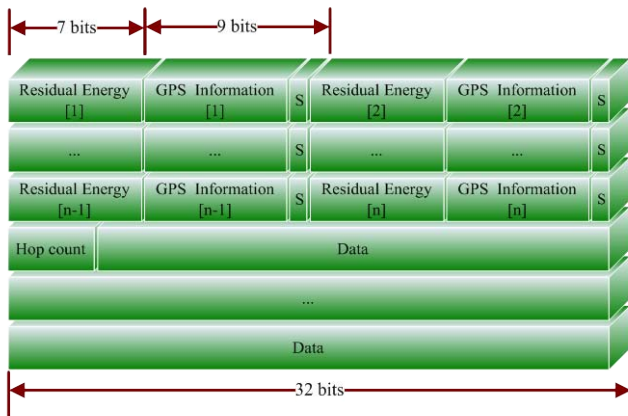 7 bits 9 bits
Residual Energy [1] GPS Information [1] S Residual Energy [2] GPS Information [2] S
... ... S ... ... S
Residual Energy [n-1] GPS Information [n-1] S Residual Energy [n] GPS Information [n] S
Hop count Data
...
Data
32 bits